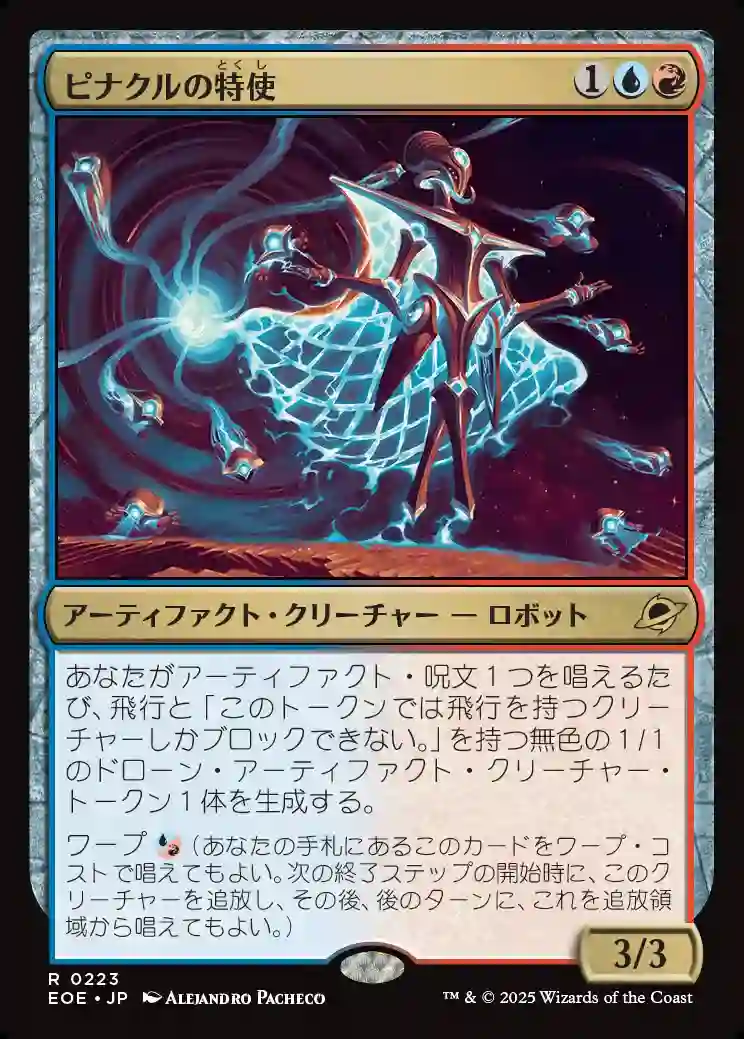 とくし
ピナクルの特使
1
アーティファクト・クリーチャー — ロボット
あなたがアーティファクト・呪文1つを唱えるた
び、飛行と「このトークンでは飛行を持つクリー
チャーしかブロックできない。」を持つ無色の1/1
のドローン・アーティファクト・クリーチャー・
トークン1体を生成する。
ワープ（あなたの手札にあるこのカードをワープ・コ
ストで唱えてもよい。次の終了ステップの開始時に、このク
リーチャーを追放し、その後、後のターンに、これを追放領
域から唱えてもよい。）
3/3
R 0223
EOE • JP Alejandro Pacheco
™ & © 2025 Wizards of the Coast